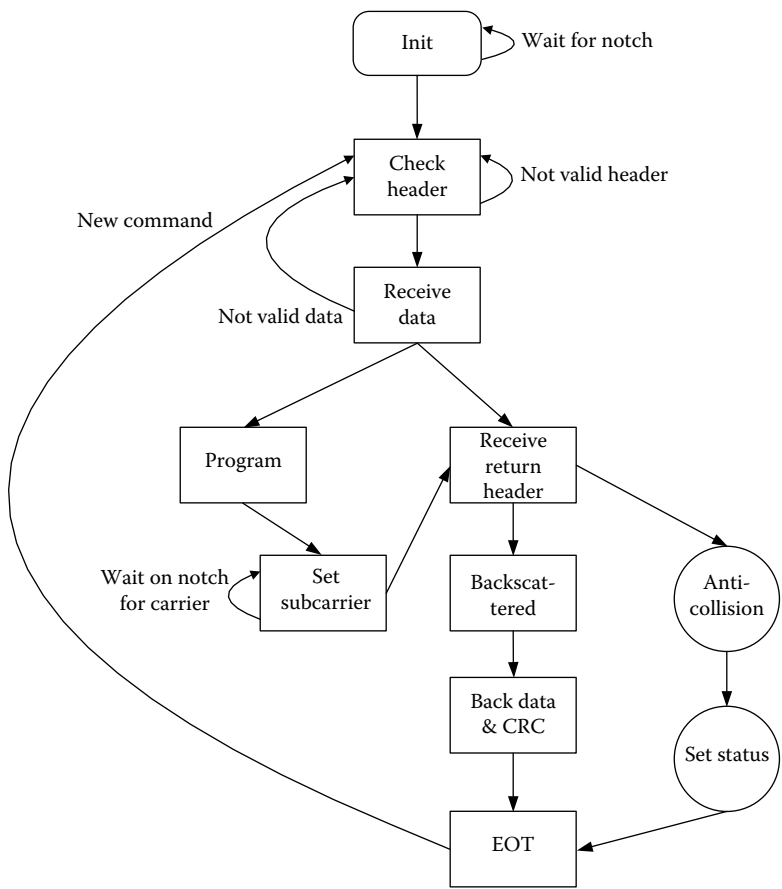 Init
Wait for notch
Check
header
Not valid header
New command
Receive
data
Not valid data
Program
Receive
return
header
Wait on notch
for carrier
Set
subcarrier
Backscat-
tered
Anti-
collision
Back data
& CRC
Set status
EOT